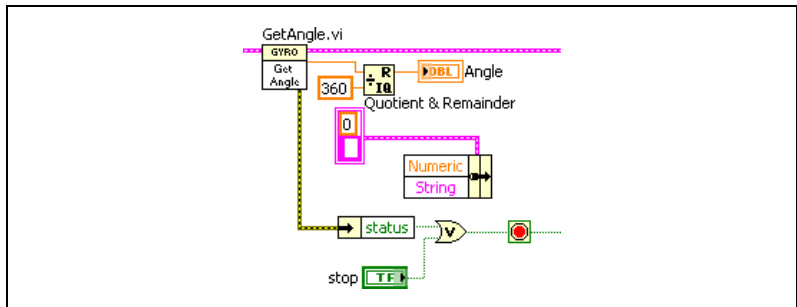 GetAngle.vi
GYRO
Get
Angle
R
IQ
360
DBL
Angle
Quotient & Remainder
0
Numeric
String
status
V
stop
TF